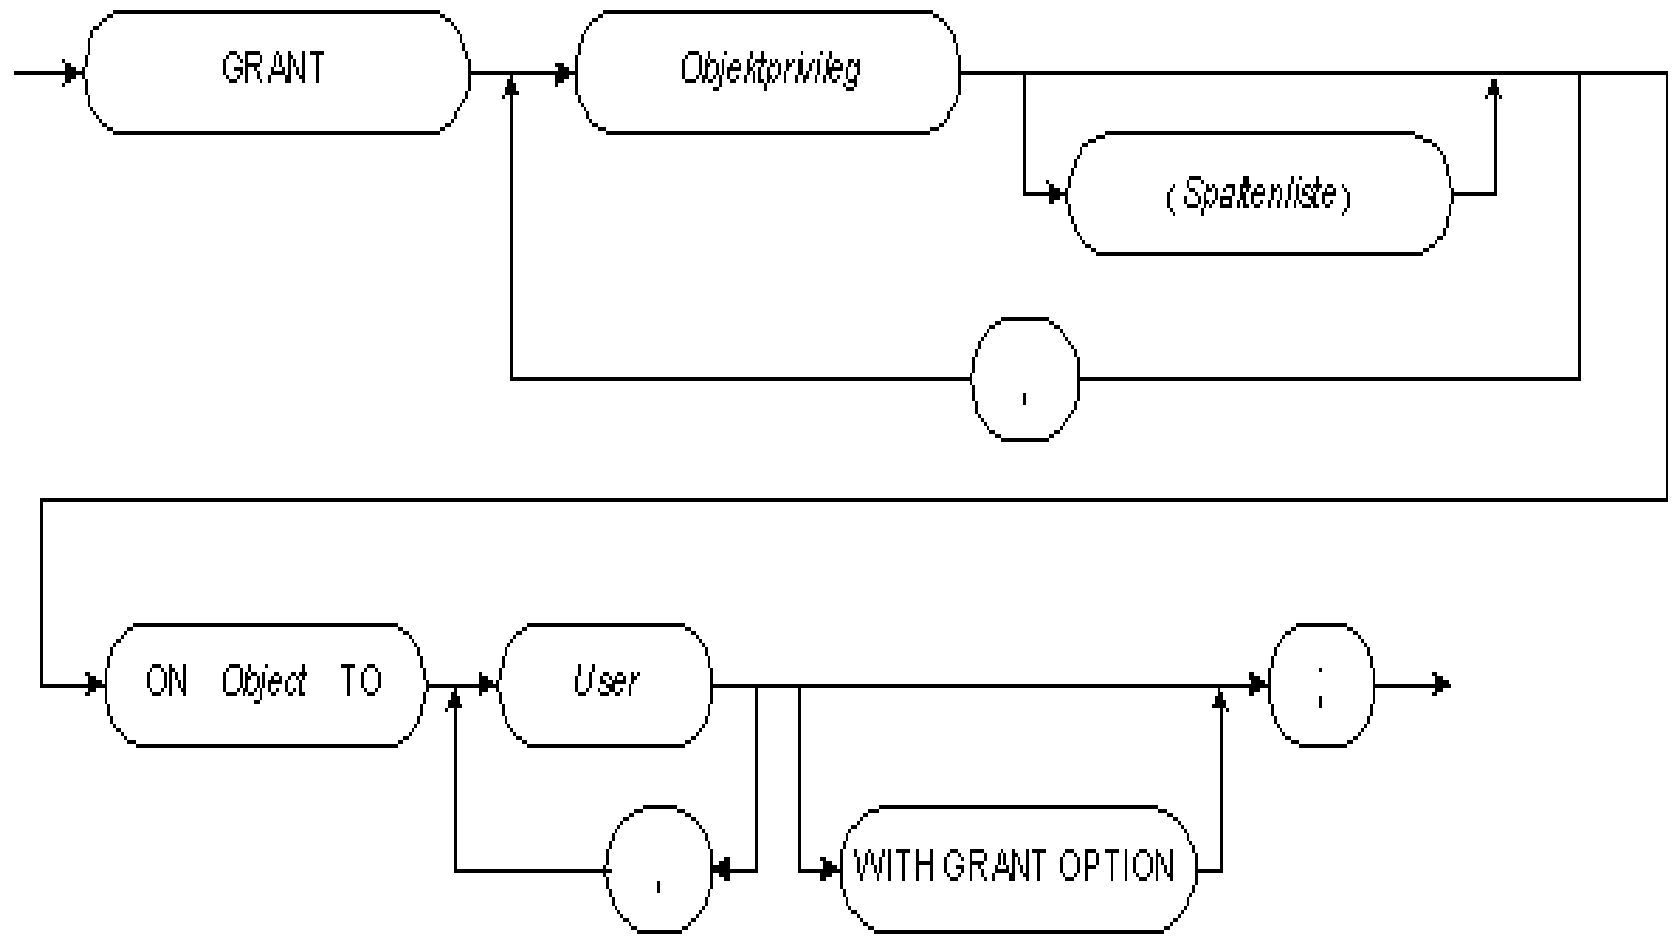 GRANT
Objektprivileg
(Spaltenliste)
,
ON Object TO
User
;
,
WITH GRANT OPTION